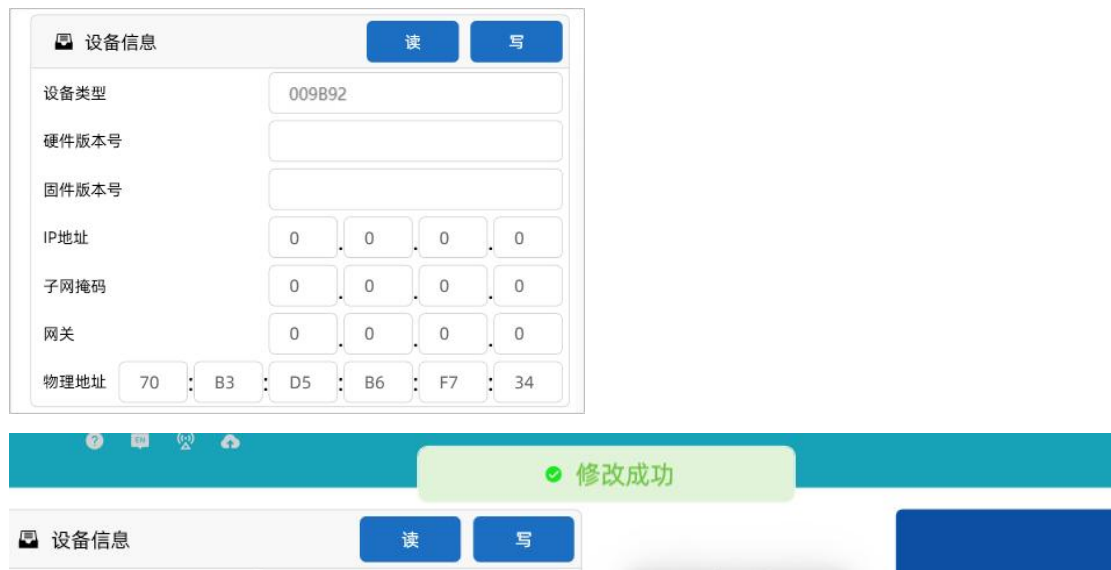 设备信息 读 写
设备类型 009B92
硬件版本号
固件版本号
IP地址 0 . 0 . 0 . 0
子网掩码 0 . 0 . 0 . 0
网关 0 . 0 . 0 . 0
物理地址 70 : B3 : D5 : B6 : F7 : 34
? EN
修改成功
设备信息 读 写